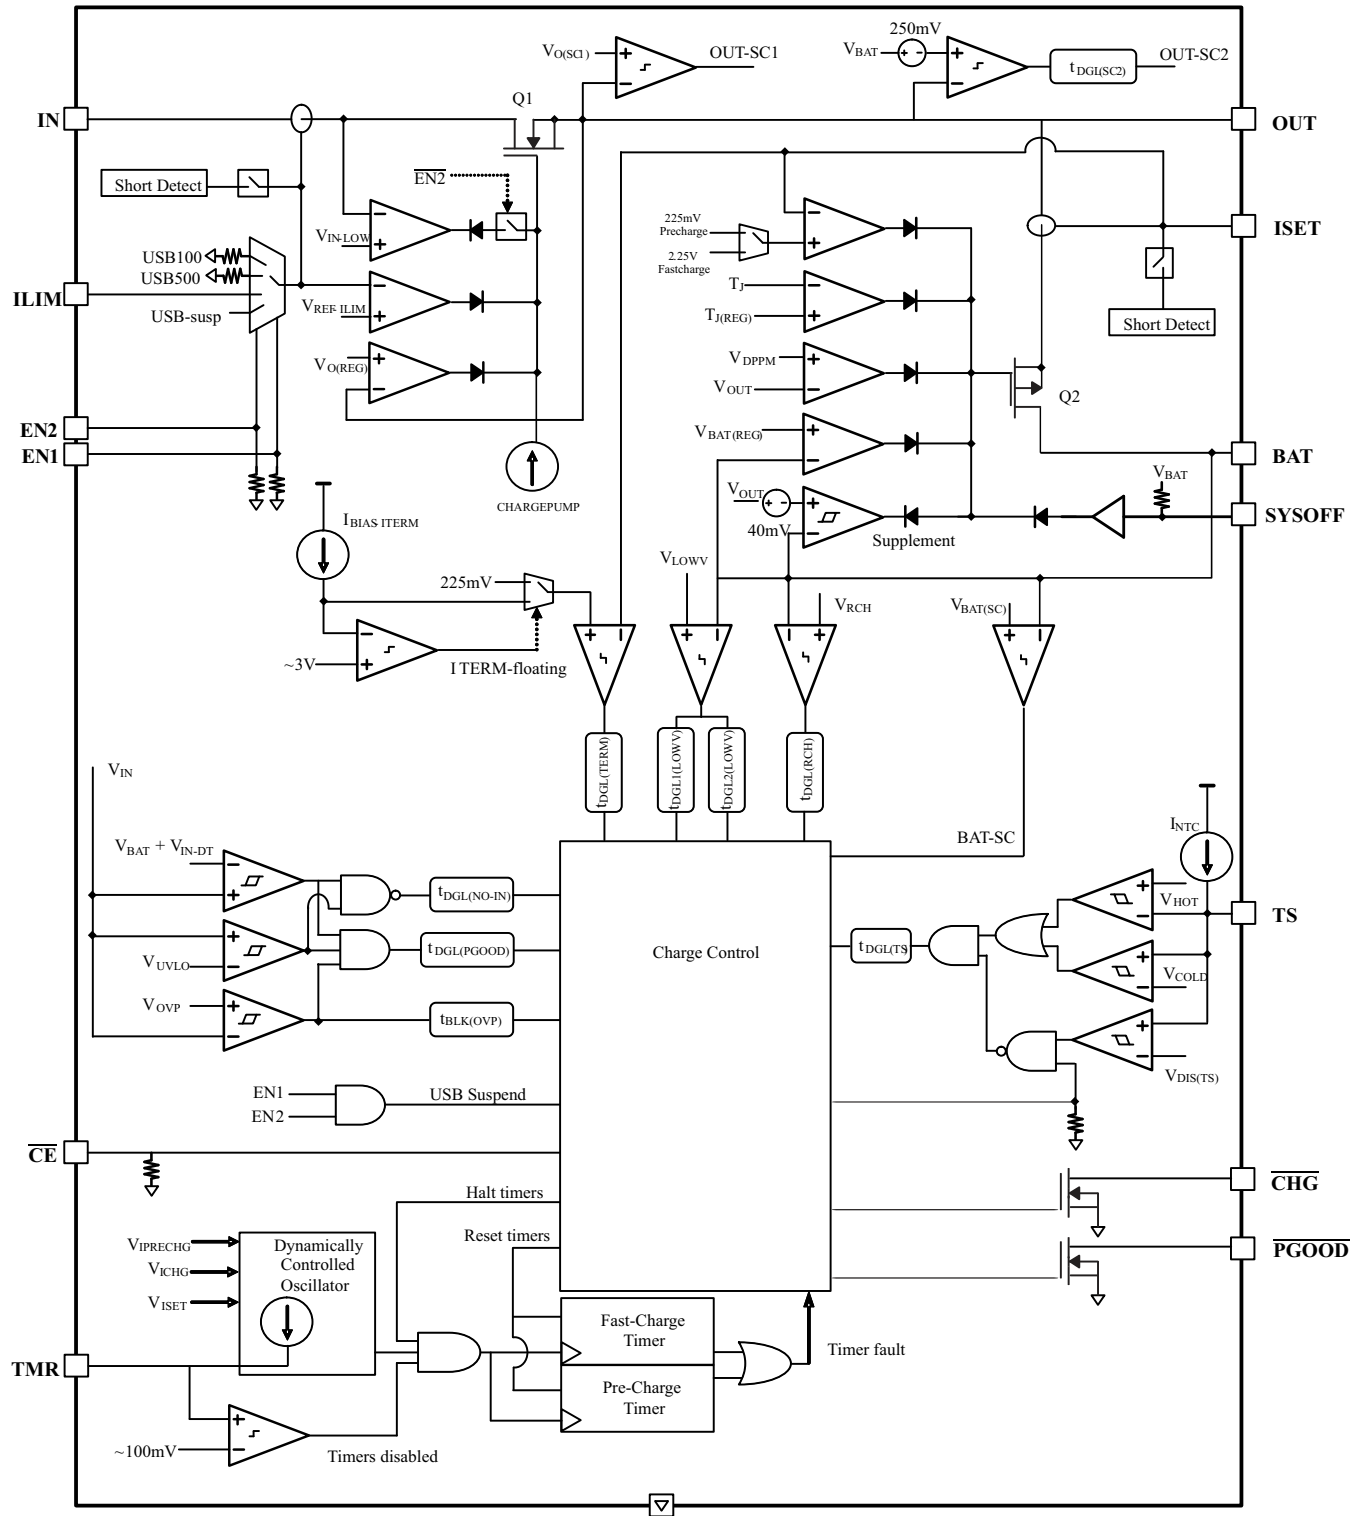 250mV
VO(SC1)
OUT-SC1
VBAT
tDGL(SC2)
OUT-SC2
Q1
IN
OUT
Short Detect
EN2
225mV
Precharge
2.25V
Fastcharge
ISET
VIN-LOW
USB100
USB500
ILIM
USB-susp
VREF-ILIM
TJ
TJ(REG)
Short Detect
VO(REG)
VDPPM
VOUT
Q2
EN2
EN1
VBAT(REG)
BAT
CHARGEPUMP
VOUT
40mV
VBAT
SYSOFF
IBIAS ITERM
Supplement
225mV
VLOWV
VRCH
VBAT(SC)
~3V
I TERM-floating
tDGL(TERM)
tDGL1(LOWV)
tDGL2(LOWV)
tDGL(RCH)
VIN
BAT-SC
INTC
VBAT + VIN-DT
tDGL(NO-IN)
VHOT
TS
tDGL(PGOOD)
Charge Control
tDGL(TS)
VUVLO
VCOLD
VOVP
tBLK(OVP)
VDIS(TS)
EN1
EN2
USB Suspend
CE
CHG
Halt timers
Reset timers
PGOOD
VIPRECHG
VICHG
VISET
Dynamically
Controlled
Oscillator
Fast-Charge
Timer
Timer fault
TMR
Pre-Charge
Timer
~100mV
Timers disabled